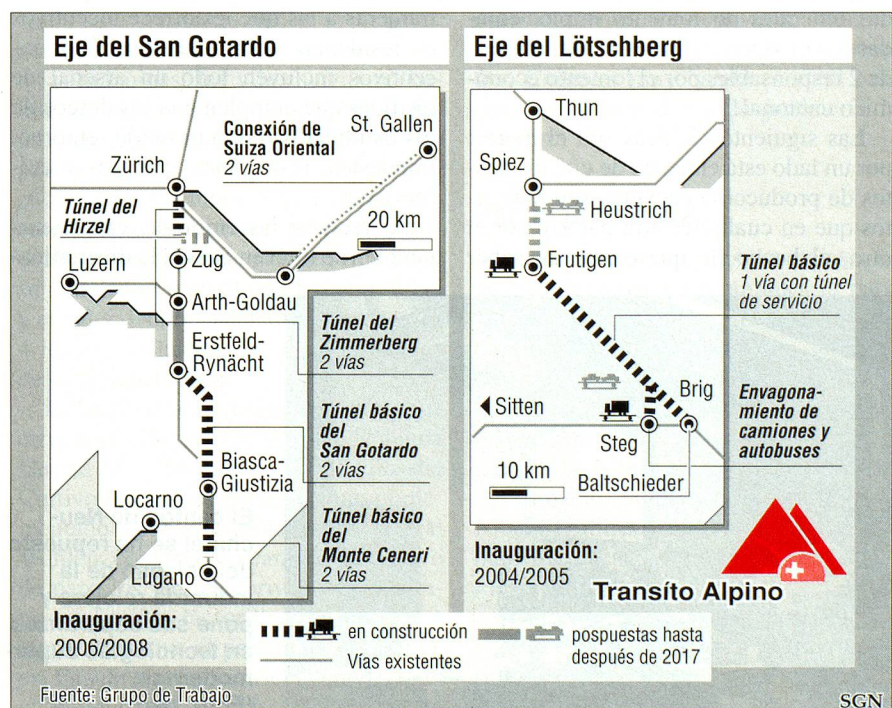 Eje del San Gotardo
Conexión de
Suiza Oriental
2 vías
St. Gallen
Zürich
Túnel del
Hirzel
20 km
Luzern
Zug
Arth-Goldau
Erstfeld-
Rynächt
Túnel del
Zimmerberg
2 vías
Túnel básico
del
San Gotardo
2 vías
Biasca-
Giustizia
Locarno
Túnel básico
del
Monte Ceneri
2 vías
Lugano
Inauguración:
2006/2008
Eje del Lötschberg
Thun
Spiez
Heustrich
Frutigen
Túnel básico
1 vía con túnel
de servicio
Sitten
Brig
Envagona-
miento de
camiones y
autobuses
Steg
10 km
Baltschieder
Inauguración:
2004/2005
Transíto Alpino
en construcción
Vías existentes
pospuestas hasta
después de 2017
Fuente: Grupo de Trabajo
SGN